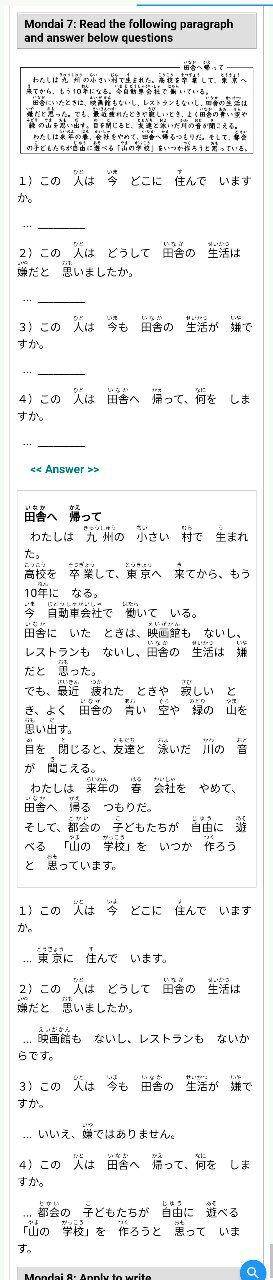 Mondai 7: Read the following paragraph
and answer below questions
田舎へ帰って
わたしは九州の小さい村で生まれた。高校を卒業して、東京へ
来てから、もう10年になる。今自動車会社で働いている。
田舎にいたときは、映画館もないし、レストランもないし、田舎の生活は
嫌だと思った。でも、最近疲れたときや寂しいとき、よく田舎の青い空や
緑の山を思い出す。目を閉じると、友達と泳いだ川の音が聞こえる。
わたしは来年の春、会社をやめて、田舎へ帰るつもりだ。そして、都会
の子どもたちが自由に遊べる「山の学校」をいつか作ろうと思っている。
1）この 人は 今 どこに 住んで います
か。
... ________
2）この 人は どうして 田舎の 生活は
嫌だと 思いましたか。
... ________
3）この 人は 今も 田舎の 生活が 嫌で
すか。
... ________
4）この 人は 田舎へ 帰って、何を しま
すか。
... ________
<< Answer >>
田舎へ 帰って
わたしは 九州の 小さい 村で 生まれ
た。
高校を 卒業して、東京へ 来てから、もう
10年に なる。
今 自動車会社で 働いて いる。
田舎に いた ときは、映画館も ないし、
レストランも ないし、田舎の 生活は 嫌
だと 思った。
でも、最近 疲れた ときや 寂しい と
き、よく 田舎の 青い 空や 緑の 山を
思い出す。
目を 閉じると、友達と 泳いだ 川の 音
が 聞こえる。
わたしは 来年の 春 会社を やめて、
田舎へ 帰る つもりだ。
そして、都会の 子どもたちが 自由に 遊
べる 「山の 学校」を いつか 作ろう
と 思っています。
1）この 人は 今 どこに 住んで います
か。
... 東京に 住んで います。
2）この 人は どうして 田舎の 生活は
嫌だと 思いましたか。
... 映画館も ないし、レストランも ないか
らです。
3）この 人は 今も 田舎の 生活が 嫌で
すか。
... いいえ、嫌ではありません。
4）この 人は 田舎へ 帰って、何を しま
すか。
... 都会の 子どもたちが 自由に 遊べる
「山の 学校」を 作ろうと 思って いま
す。
Mondai 8: Apply to write